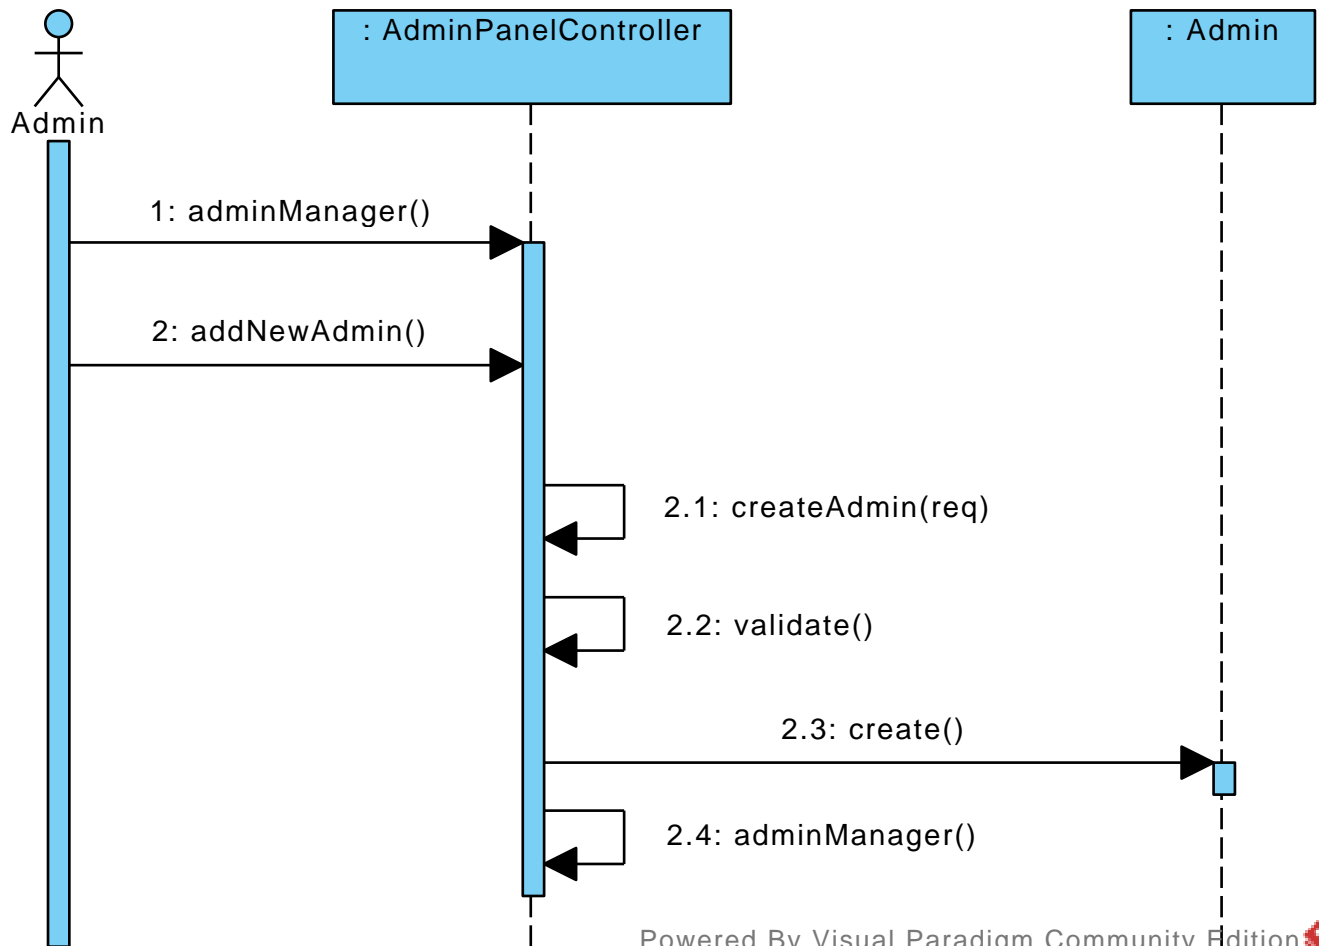 : AdminPanelController
: Admin
Admin
1: adminManager()
2: addNewAdmin()
2.1: createAdmin(req)
2.2: validate()
2.3: create()
2.4: adminManager()
Powered By Visual Paradigm Community Edition